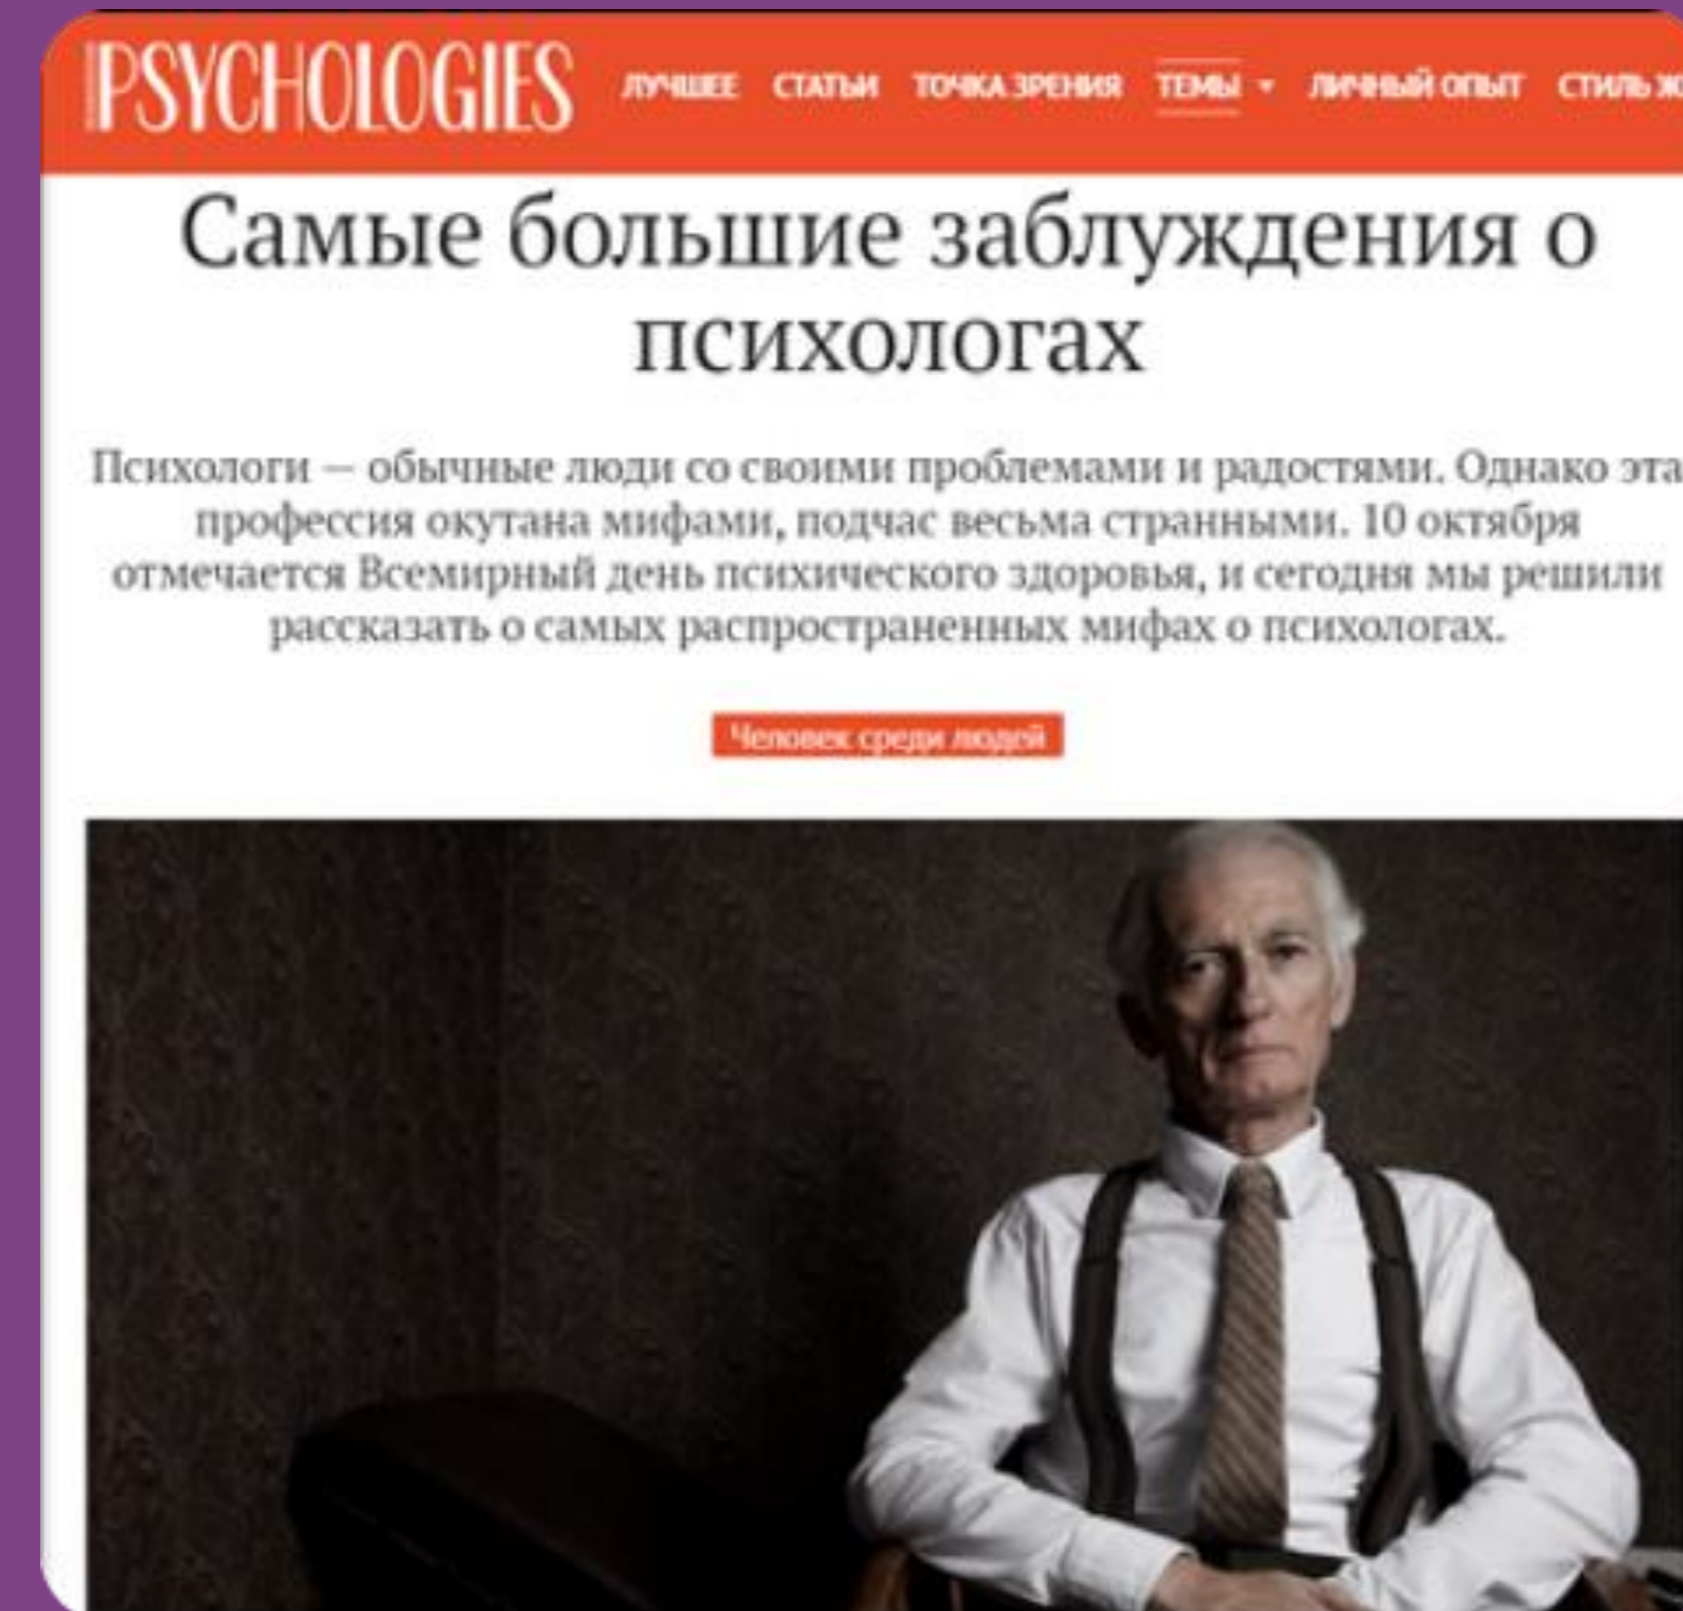 PSYCHOLOGIES
ЛУЧШЕЕ СТАТЬИ ТОЧКА ЗРЕНИЯ ТЕМЫ ЛИЧНЫЙ ОПЫТ СТИЛЬ
Самые большие заблуждения о
психологах
Психологи — обычные люди со своими проблемами и радостями. Однако эта
профессия окутана мифами, подчас весьма странными. 10 октября
отмечается Всемирный день психического здоровья, и сегодня мы решили
рассказать о самых распространенных мифах о психологах.
Человек среди людей